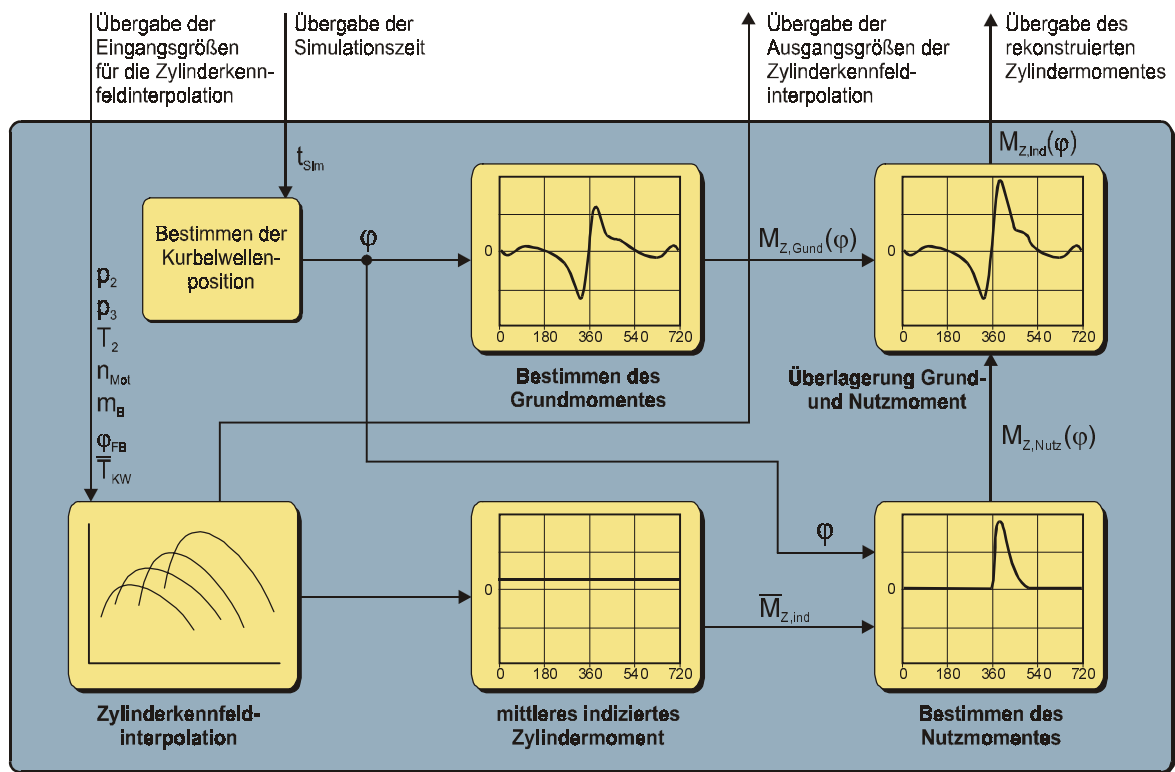 Übergabe der
Eingangsgrößen
für die Zylinderkenn-
feldinterpolation
Übergabe der
Simulationszeit
Übergabe der
Ausgangsgrößen der
Zylinderkennfeld-
interpolation
Übergabe des
rekonstruierten
Zylindermomentes
t_Sim
M_Z,Ind(φ)
Bestimmen der
Kurbelwellen-
position
φ
0
0 180 360 540 720
Bestimmen des
Grundmomentes
M_Z,Gund(φ)
0
0 180 360 540 720
Überlagerung Grund-
und Nutzmoment
p_2
p_3
T̅_2
n_Mot
m_B
φ_FB
T̅_KW
M_Z,Nutz(φ)
Zylinderkennfeld-
interpolation
0
0 180 360 540 720
mittleres indiziertes
Zylindermoment
φ
M̅_Z,ind
0
0 180 360 540 720
Bestimmen des
Nutzmomentes